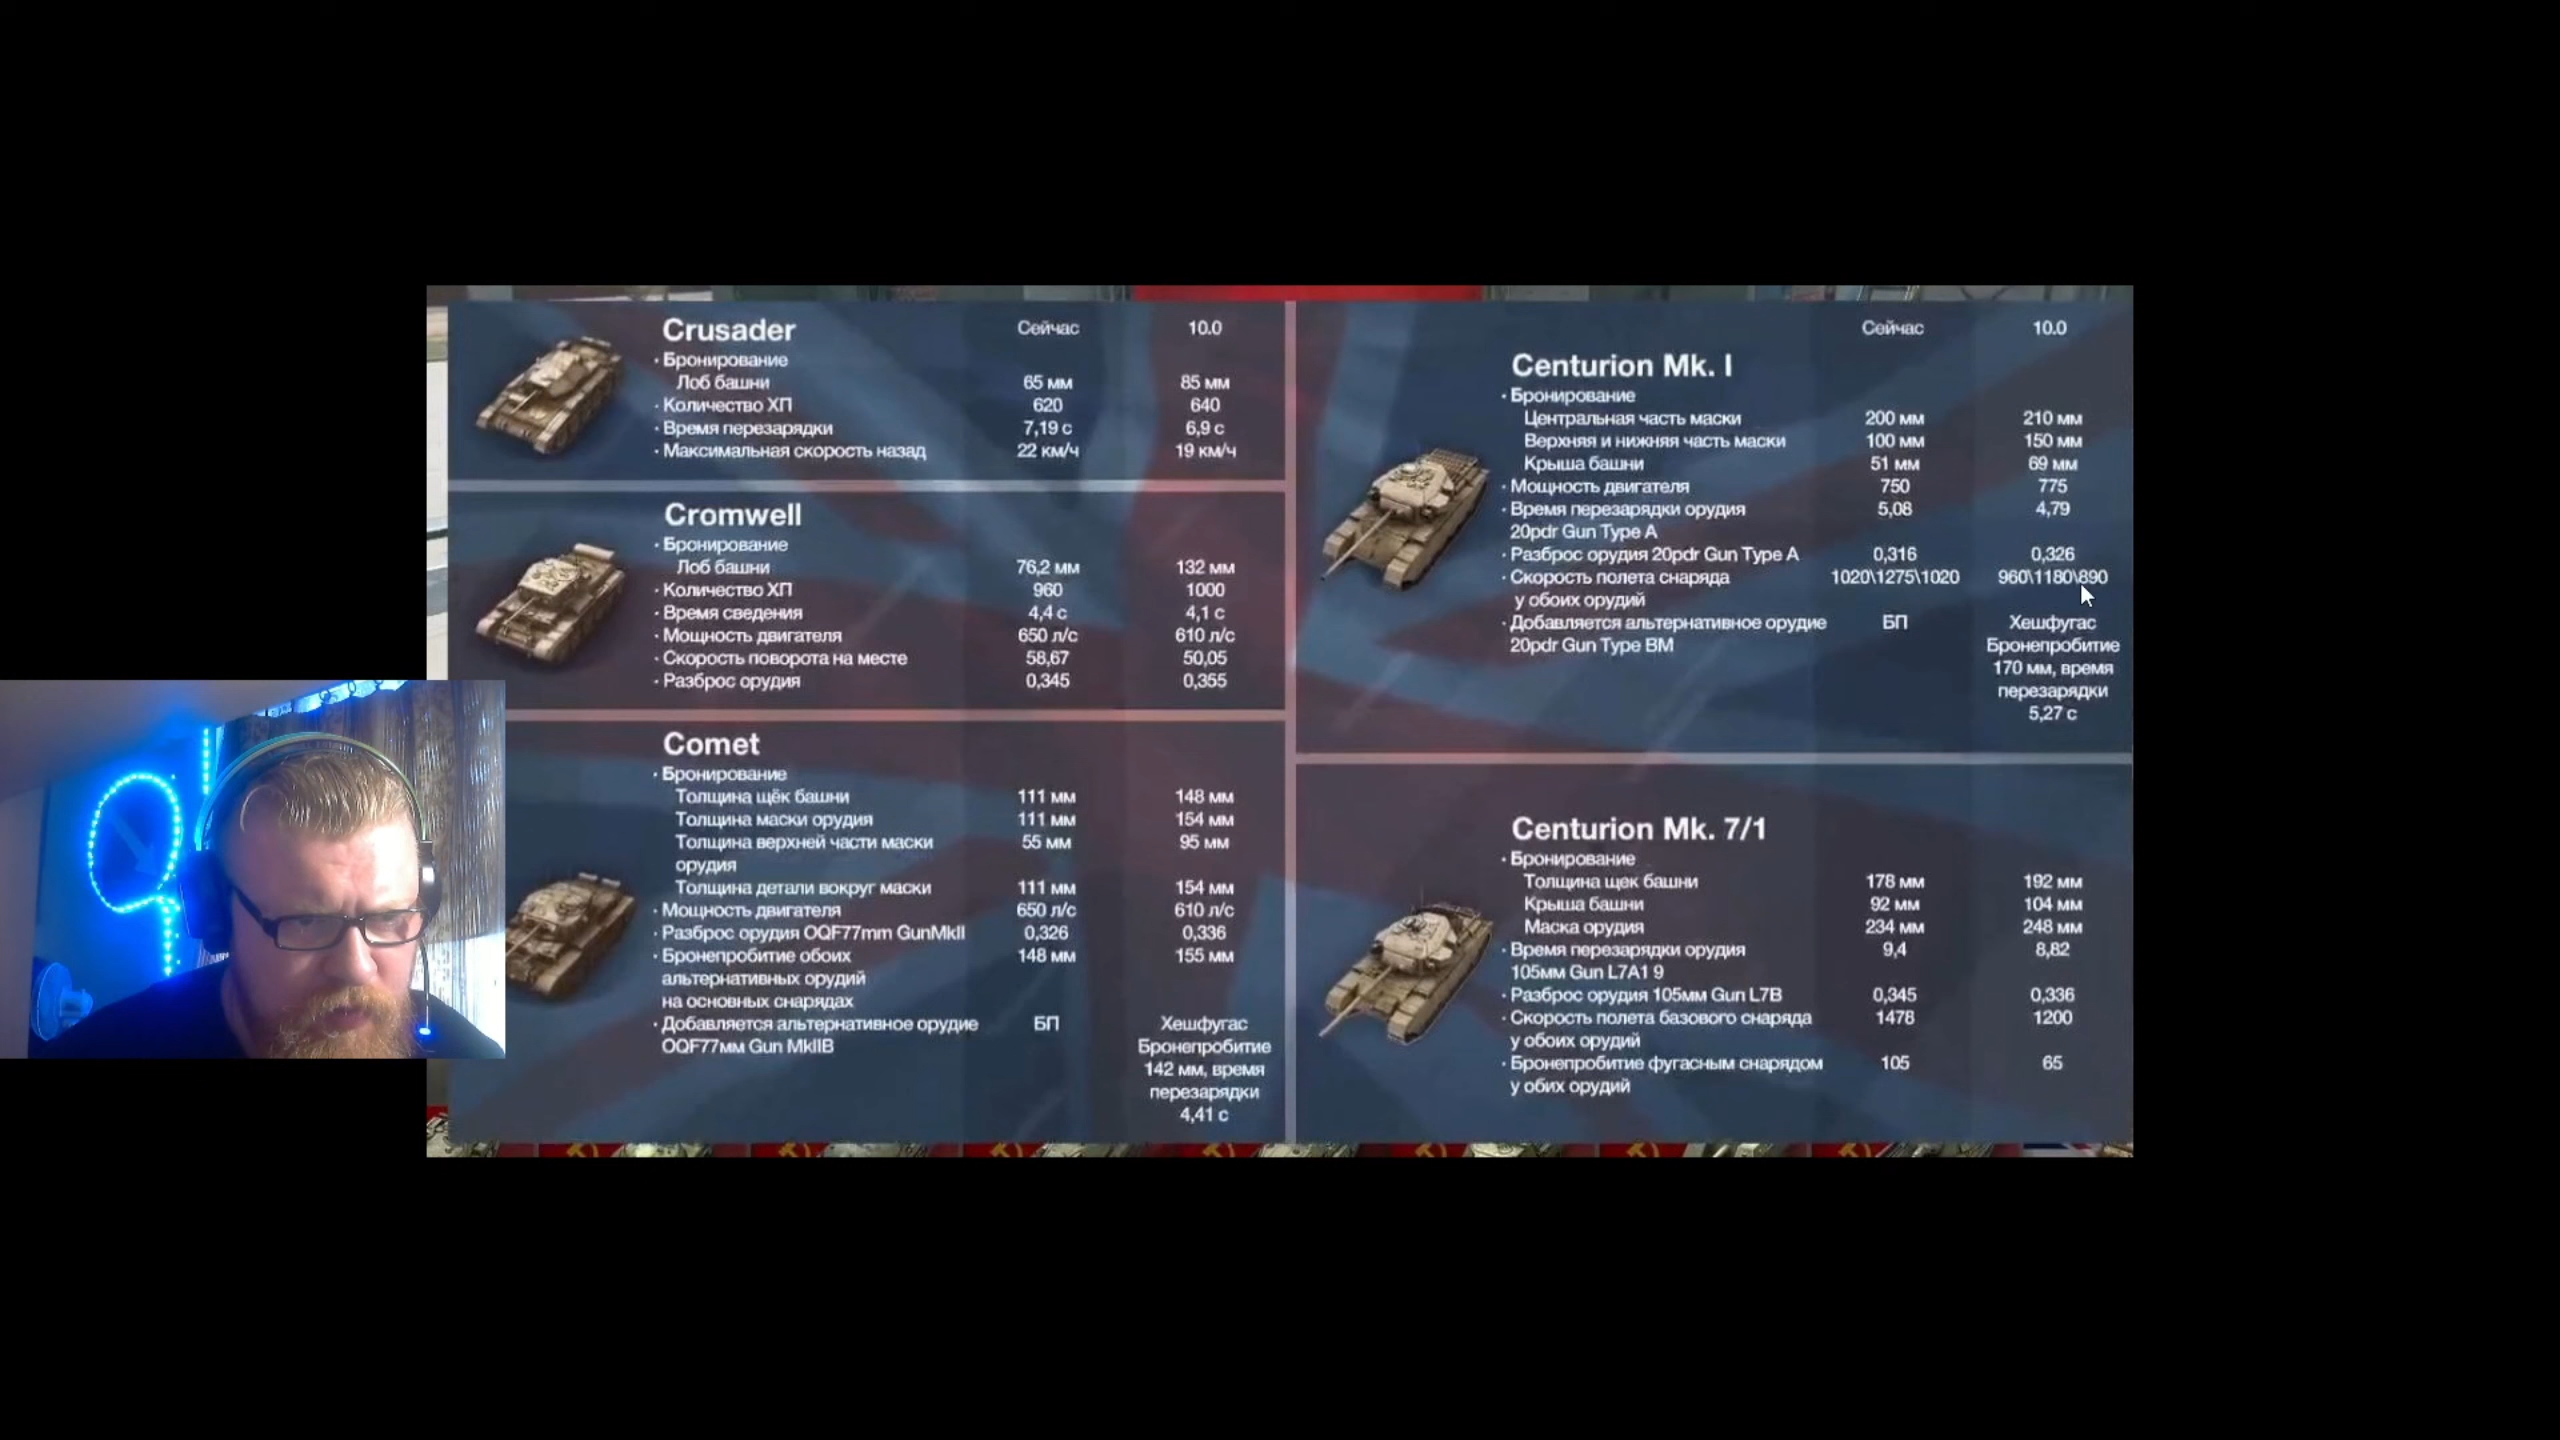 Crusader Сейчас 10.0
· Бронирование
Лоб башни 65 мм 85 мм
· Количество ХП 620 640
· Время перезарядки 7,19 с 6,9 с
· Максимальная скорость назад 22 км/ч 19 км/ч
Cromwell
· Бронирование
Лоб башни 76,2 мм 132 мм
· Количество ХП 960 1000
· Время сведения 4,4 с 4,1 с
· Мощность двигателя 650 л/с 610 л/с
· Скорость поворота на месте 58,67 50,05
· Разброс орудия 0,345 0,355
Comet
· Бронирование
Толщина щёк башни 111 мм 148 мм
Толщина маски орудия 111 мм 154 мм
Толщина верхней части маски 55 мм 95 мм
орудия
Толщина детали вокруг маски 111 мм 154 мм
· Мощность двигателя 650 л/с 610 л/с
· Разброс орудия OQF77mm GunMkII 0,326 0,336
· Бронепробитие обоих 148 мм 155 мм
альтернативных орудий
на основных снарядах
· Добавляется альтернативное орудие БП Хешфугас
OQF77мм Gun MkIIB Бронепробитие
142 мм, время
перезарядки
4,41 с
Сейчас 10.0
Centurion Mk. I
· Бронирование
Центральная часть маски 200 мм 210 мм
Верхняя и нижняя часть маски 100 мм 150 мм
Крыша башни 51 мм 69 мм
· Мощность двигателя 750 775
· Время перезарядки орудия 5,08 4,79
20pdr Gun Type A
· Разброс орудия 20pdr Gun Type A 0,316 0,326
· Скорость полета снаряда 1020\1275\1020 960\1180\890
у обоих орудий
· Добавляется альтернативное орудие БП Хешфугас
20pdr Gun Type BM Бронепробитие
170 мм, время
перезарядки
5,27 с
Centurion Mk. 7/1
· Бронирование
Толщина щек башни 178 мм 192 мм
Крыша башни 92 мм 104 мм
Маска орудия 234 мм 248 мм
· Время перезарядки орудия 9,4 8,82
105мм Gun L7A1 9
· Разброс орудия 105мм Gun L7B 0,345 0,336
· Скорость полета базового снаряда 1478 1200
у обоих орудий
· Бронепробитие фугасным снарядом 105 65
у обих орудий